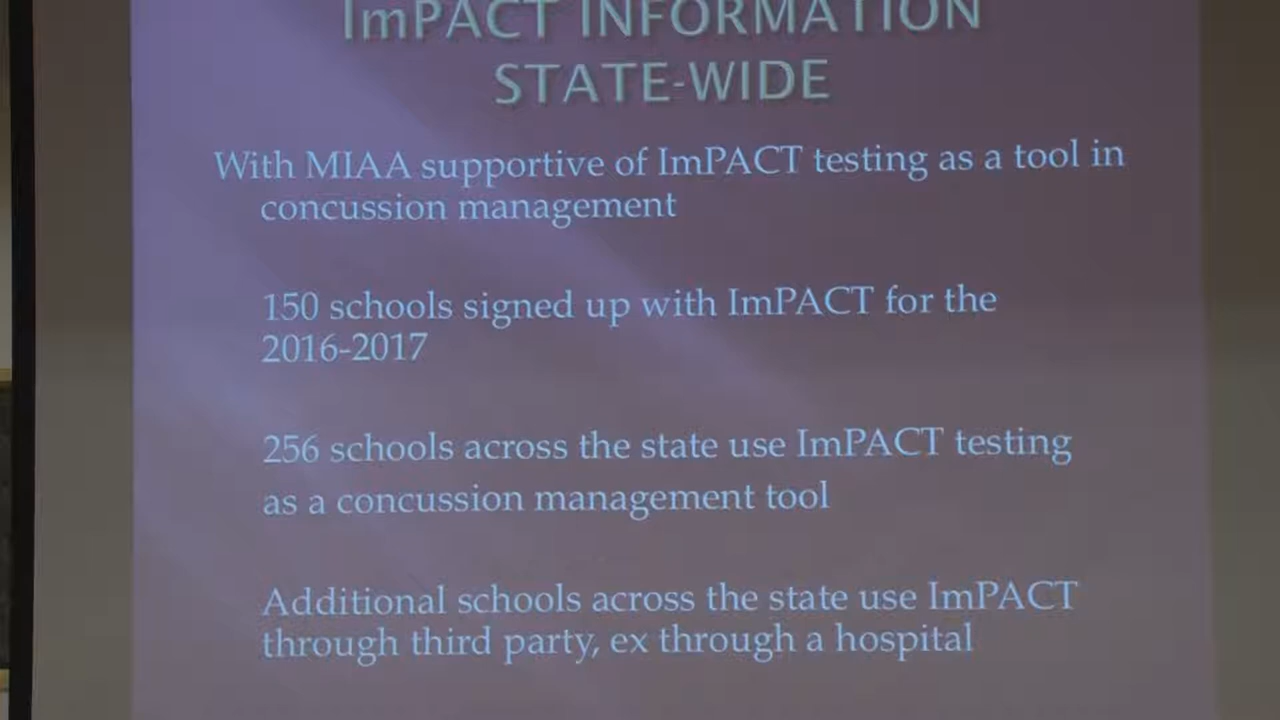 ImPACT INFORMATION
STATE-WIDE
With MIAA supportive of ImPACT testing as a tool in
concussion management
150 schools signed up with ImPACT for the
2016-2017
256 schools across the state use ImPACT testing
as a concussion management tool
Additional schools across the state use ImPACT
through third party, ex through a hospital